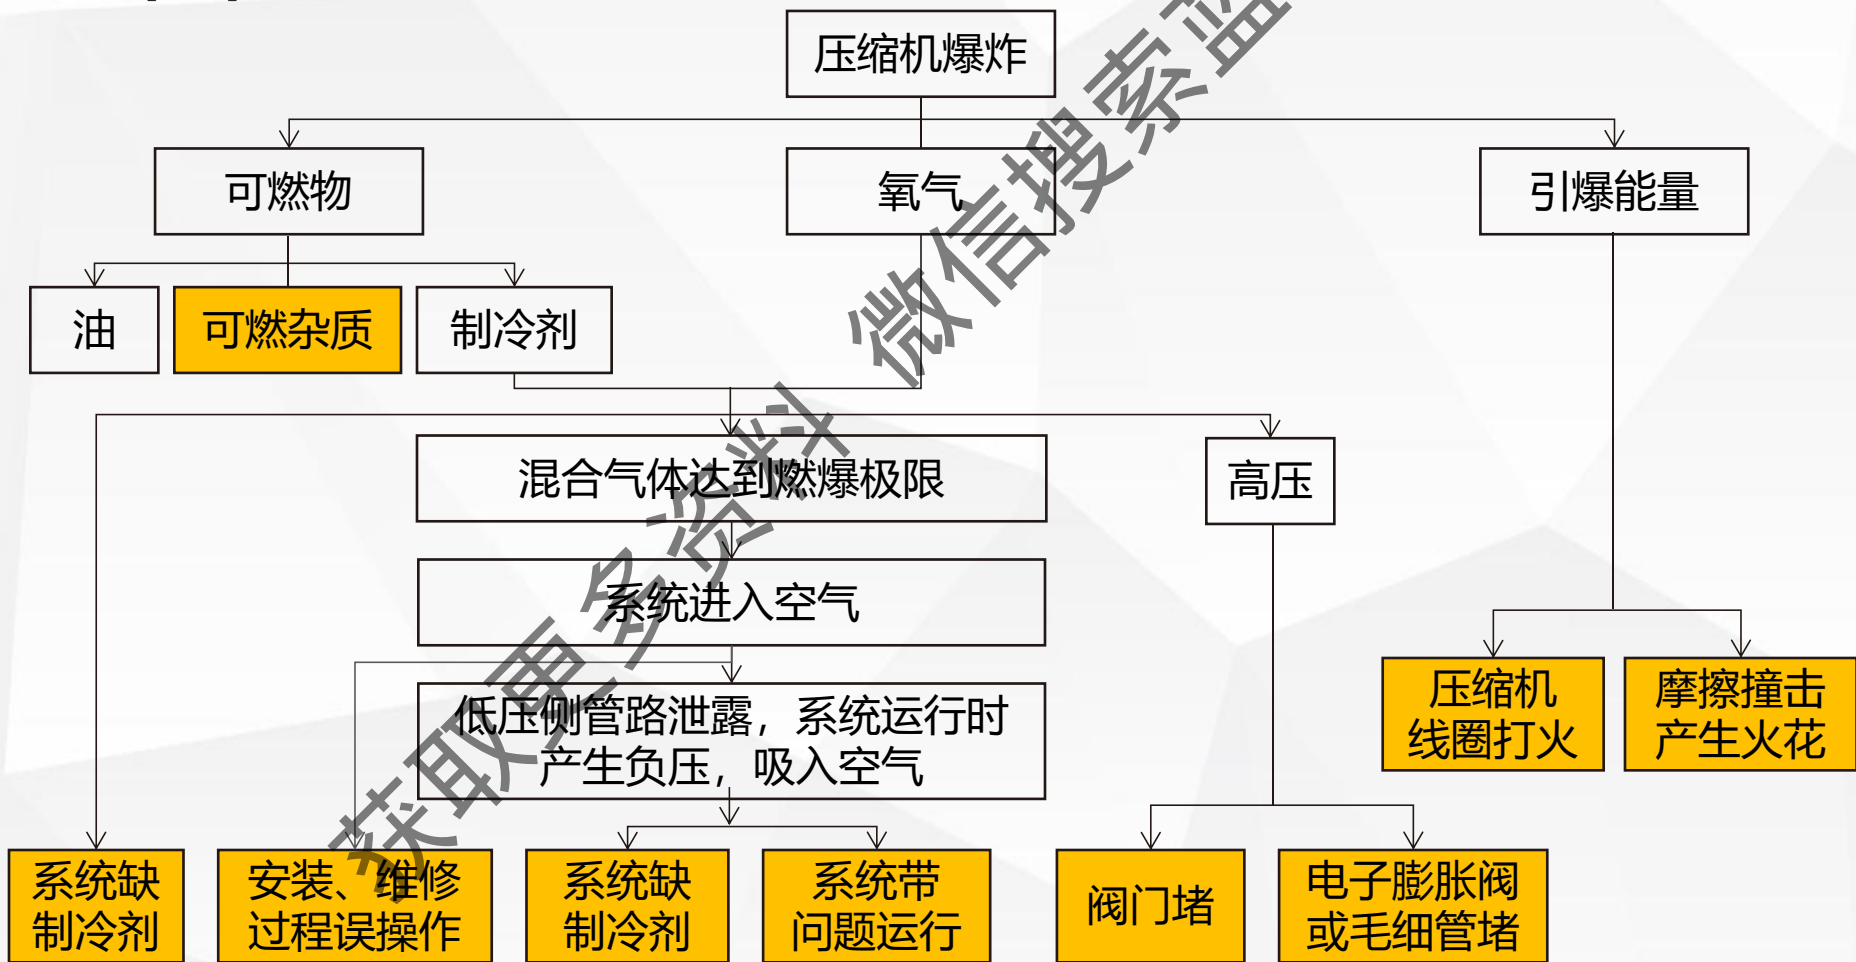 压缩机爆炸
可燃物
氧气
引爆能量
油
可燃杂质
制冷剂
混合气体达到燃爆极限
高压
系统进入空气
低压侧管路泄露，系统运行时
产生负压，吸入空气
压缩机
线圈打火
摩擦撞击
产生火花
系统缺
制冷剂
安装、维修
过程误操作
系统缺
制冷剂
系统带
问题运行
阀门堵
电子膨胀阀
或毛细管堵
获取更多资料 微信搜索蓝